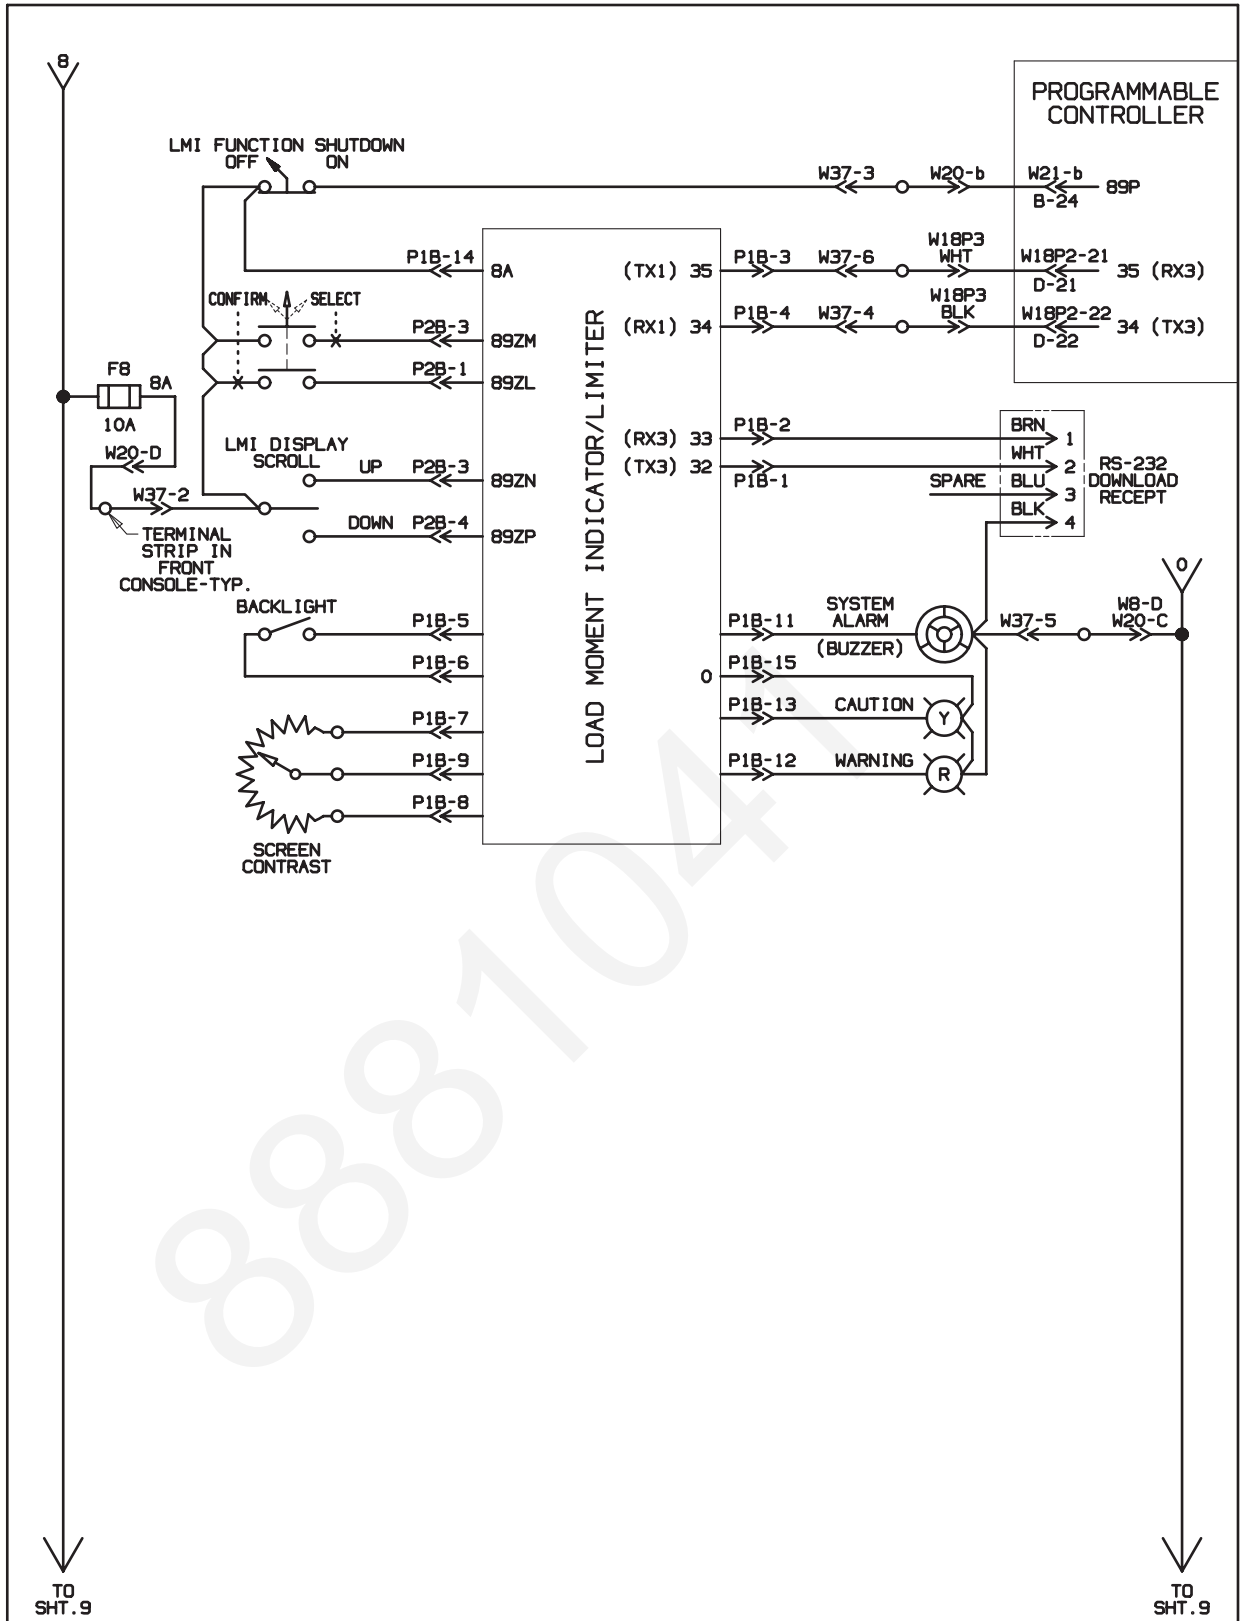 8
PROGRAMMABLE
CONTROLLER
LMI FUNCTION SHUTDOWN
OFF ON
W37-3 W20-b W21-b 89P
B-24
P1B-14 8A (TX1) 35 P1B-3 W37-6 W18P3
WHT W18P2-21 35 (RX3)
D-21
CONFIRM SELECT
P2B-3 89ZM (RX1) 34 P1B-4 W37-4 W18P3
BLK W18P2-22 34 (TX3)
D-22
P2B-1 89ZL
F8 8A
10A
W20-D
W37-2
TERMINAL
STRIP IN
FRONT
CONSOLE-TYP.
LMI DISPLAY
SCROLL
UP P2B-3 89ZN
DOWN P2B-4 89ZP
LOAD MOMENT INDICATOR/LIMITER
(RX3) 33 P1B-2 BRN 1
(TX3) 32 P1B-1 WHT 2
SPARE BLU 3
BLK 4
RS-232
DOWNLOAD
RECEPT
BACKLIGHT
P1B-5
P1B-6
P1B-7
P1B-9
P1B-8
SCREEN
CONTRAST
P1B-11 SYSTEM
ALARM
(BUZZER)
W37-5 W8-D
W20-C
0
0 P1B-15
P1B-13 CAUTION Y
P1B-12 WARNING R
TO
SHT.9
TO
SHT.9
881041